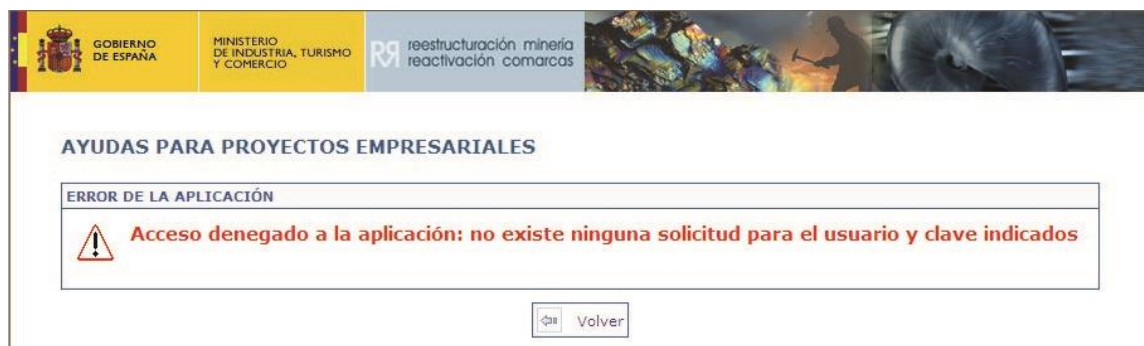 GOBIERNO
DE ESPAÑA
MINISTERIO
DE INDUSTRIA, TURISMO
Y COMERCIO
reestructuración minería
reactivación comarcas
AYUDAS PARA PROYECTOS EMPRESARIALES
ERROR DE LA APLICACIÓN
Acceso denegado a la aplicación: no existe ninguna solicitud para el usuario y clave indicados
Volver